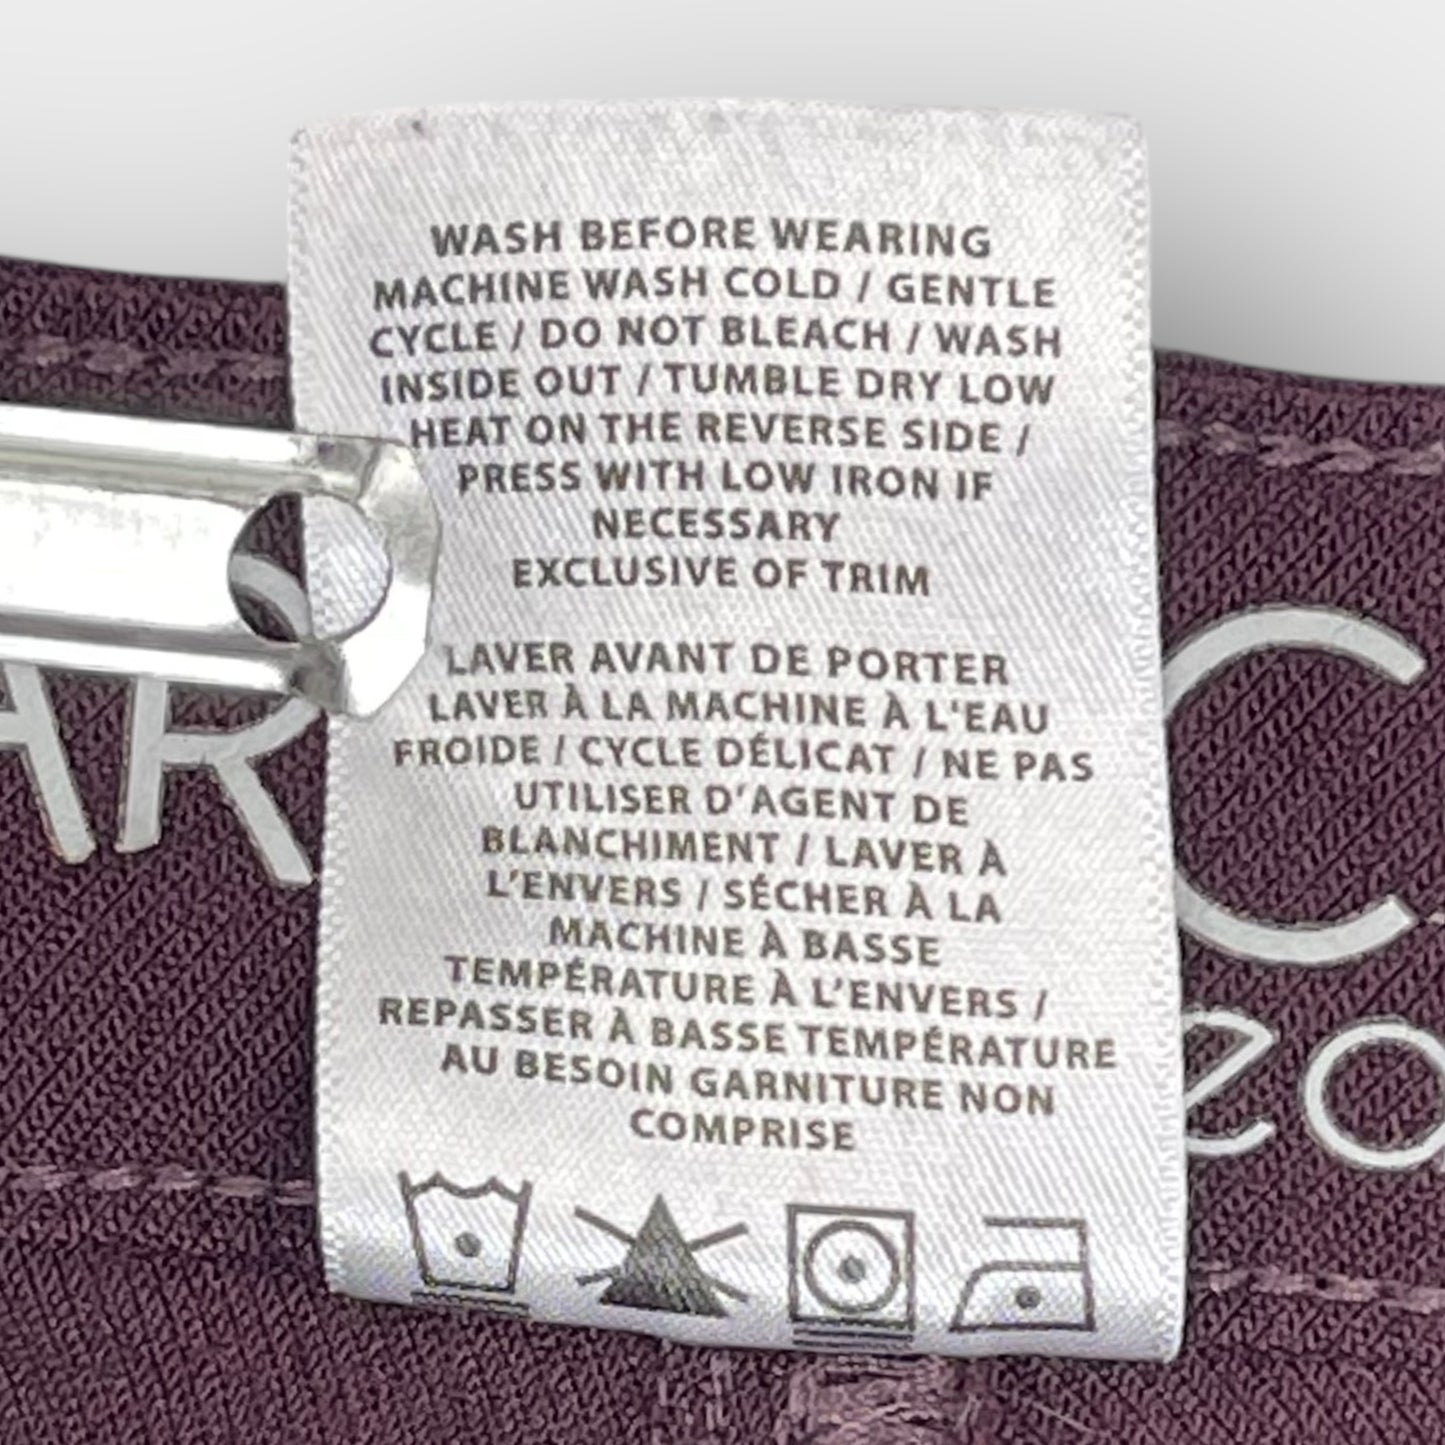 WASH BEFORE WEARING
MACHINE WASH COLD / GENTLE
CYCLE / DO NOT BLEACH / WASH
INSIDE OUT / TUMBLE DRY LOW
HEAT ON THE REVERSE SIDE /
PRESS WITH LOW IRON IF
NECESSARY
EXCLUSIVE OF TRIM
LAVER AVANT DE PORTER
LAVER À LA MACHINE À L'EAU
FROIDE / CYCLE DÉLICAT / NE PAS
UTILISER D'AGENT DE
BLANCHIMENT / LAVER À
L'ENVERS / SÉCHER À LA
MACHINE À BASSE
TEMPÉRATURE À L'ENVERS /
REPASSER À BASSE TEMPÉRATURE
AU BESOIN GARNITURE NON
COMPRISE